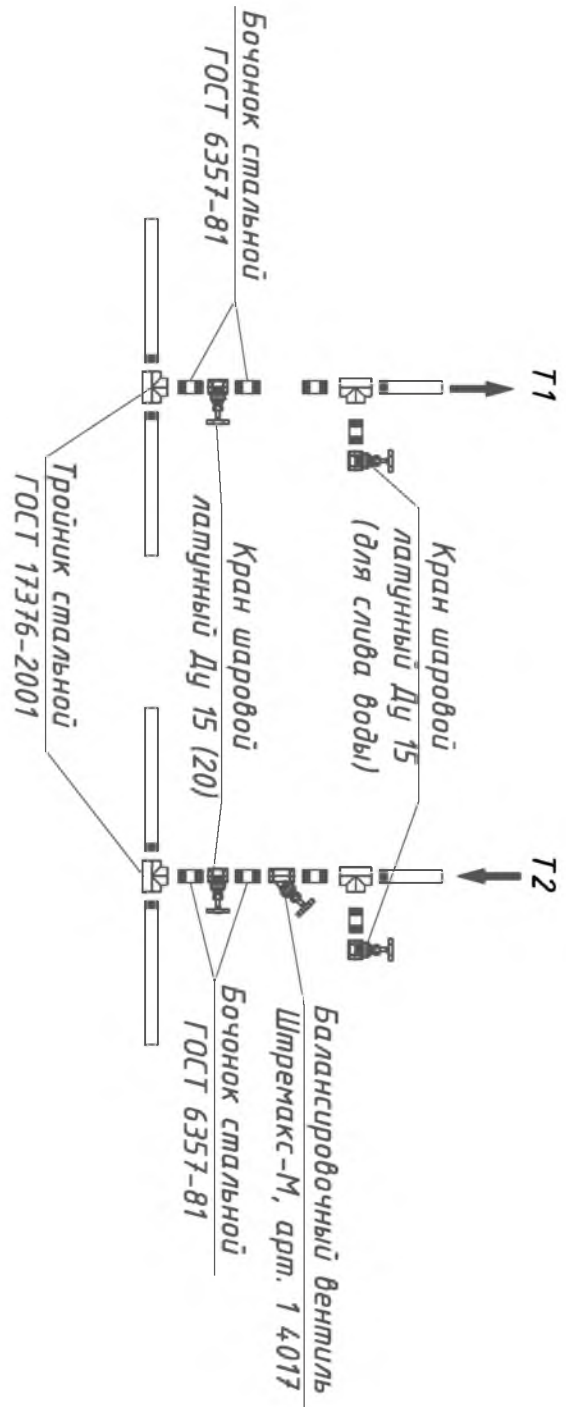 Т1
Т2
Бочонок стальной
ГОСТ 6357-81
Кран шаровой
латунный Ду 15
(для слива воды)
Кран шаровой
латунный Ду 15 (20)
Тройник стальной
ГОСТ 17376-2001
Балансировочный вентиль
Штремакс-М, арт. 1 4017
Бочонок стальной
ГОСТ 6357-81